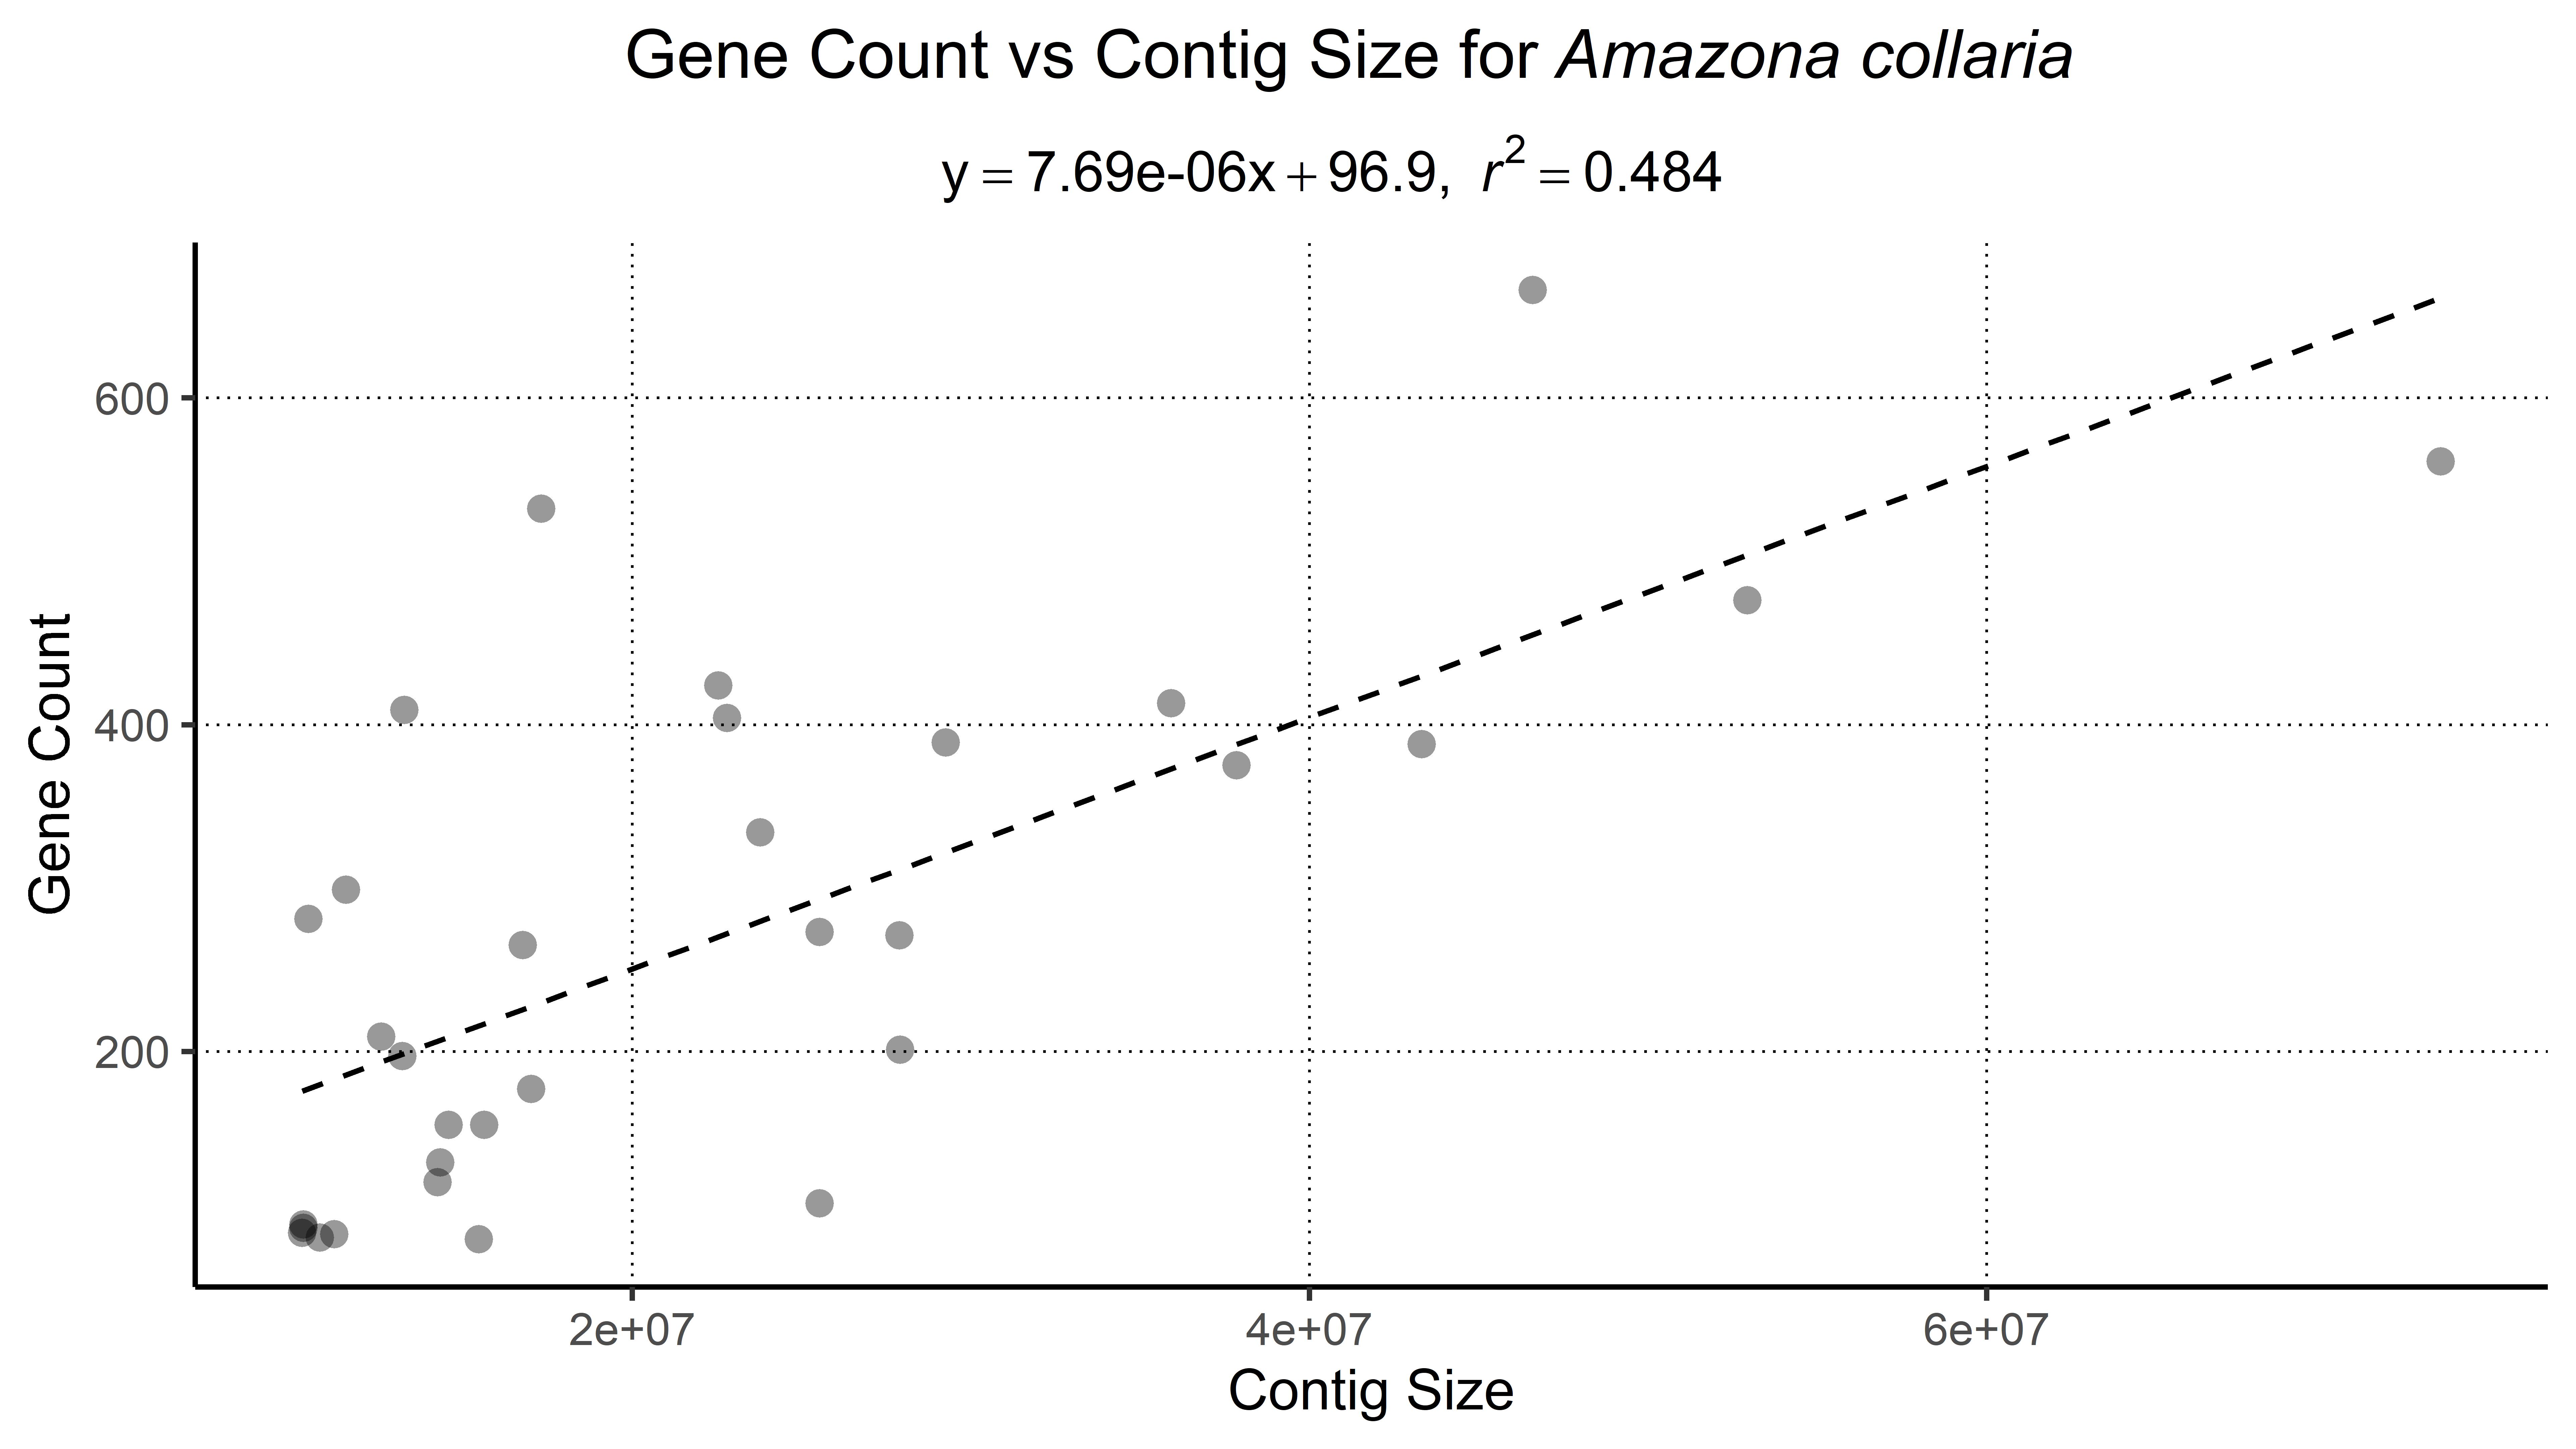 Gene Count vs Contig Size for Amazona collaria
y = 7.69e-06x + 96.9, r² = 0.484
600
400
200
Gene Count
2e+07 4e+07 6e+07
Contig Size